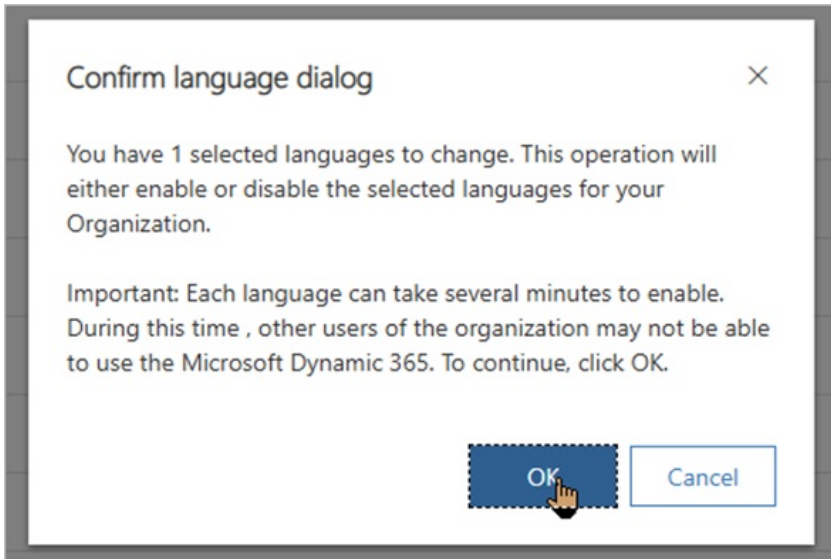 Confirm language dialog
You have 1 selected languages to change. This operation will
either enable or disable the selected languages for your
Organization.
Important: Each language can take several minutes to enable.
During this time , other users of the organization may not be able
to use the Microsoft Dynamic 365. To continue, click OK.
OK
Cancel